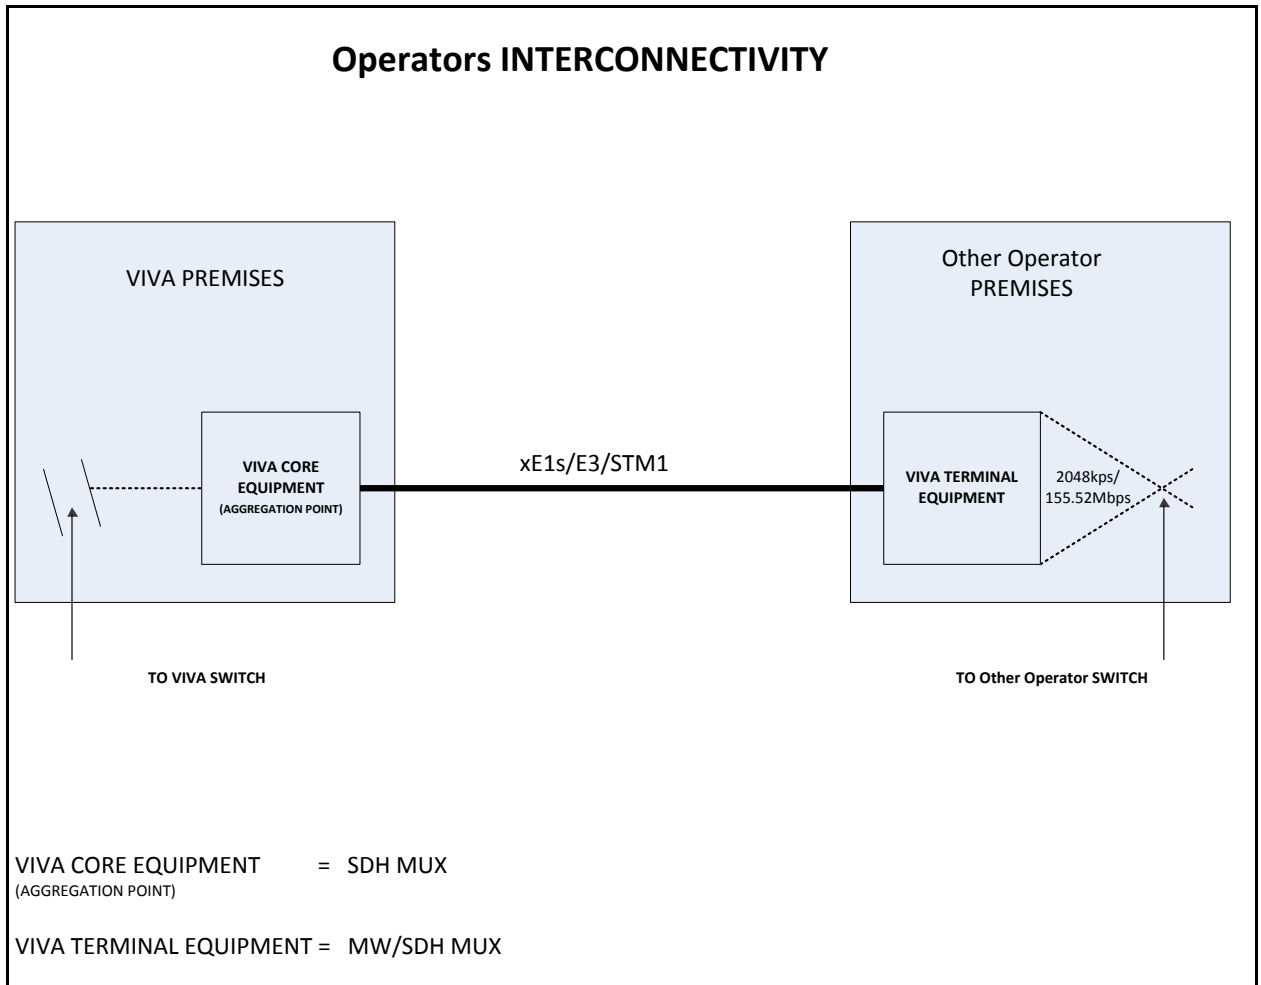 Operators INTERCONNECTIVITY
VIVA PREMISES
Other Operator
PREMISES
VIVA CORE
EQUIPMENT
(AGGREGATION POINT)
xE1s/E3/STM1
VIVA TERMINAL
EQUIPMENT
2048kps/
155.52Mbps
TO VIVA SWITCH
TO Other Operator SWITCH
VIVA CORE EQUIPMENT = SDH MUX
(AGGREGATION POINT)
VIVA TERMINAL EQUIPMENT = MW/SDH MUX